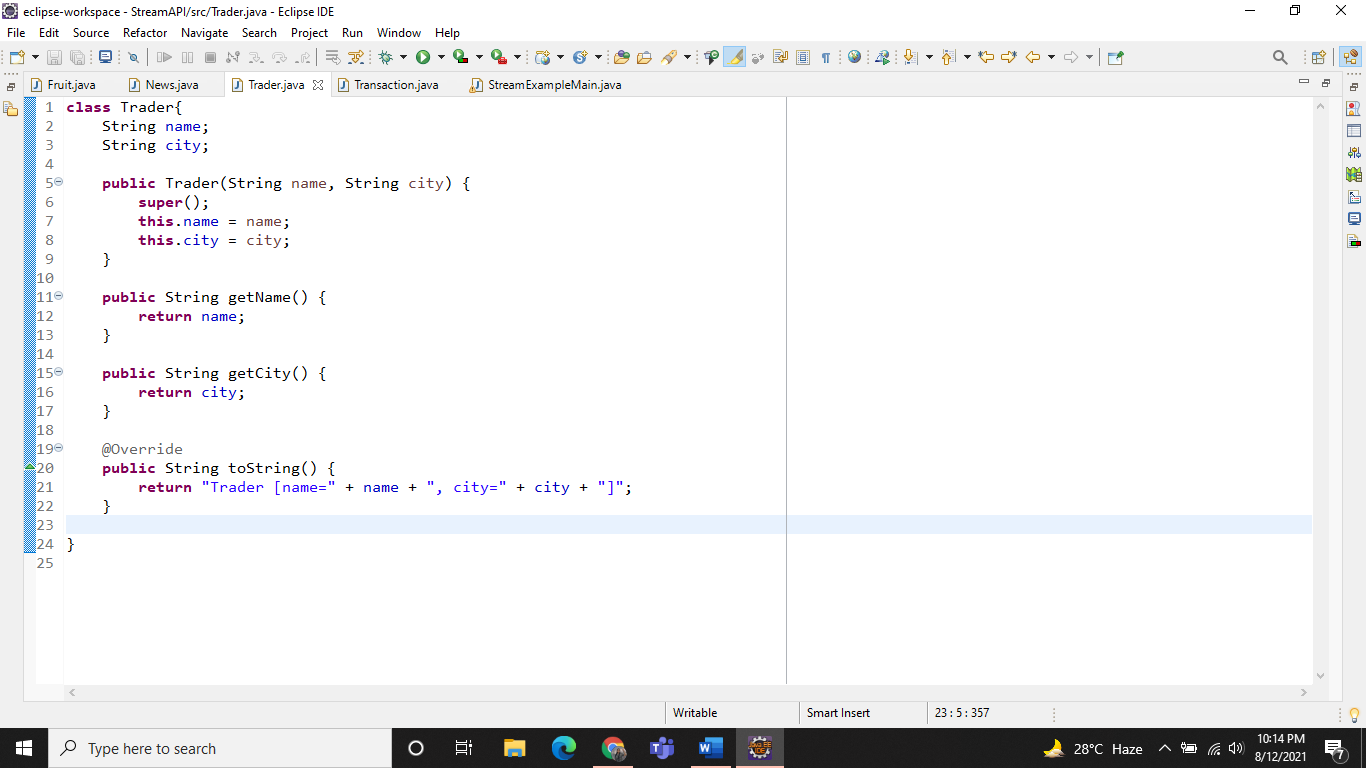 eclipse-workspace - StreamAPI/src/Trader.java - Eclipse IDE
File Edit Source Refactor Navigate Search Project Run Window Help
Fruit.java News.java Trader.java Transaction.java StreamExampleMain.java
1 class Trader{
2     String name;
3     String city;
4
5     public Trader(String name, String city) {
6         super();
7         this.name = name;
8         this.city = city;
9     }
10
11     public String getName() {
12         return name;
13     }
14
15     public String getCity() {
16         return city;
17     }
18
19     @Override
20     public String toString() {
21         return "Trader [name=" + name + ", city=" + city + "]";
22     }
23
24 }
25
Writable Smart Insert 23 : 5 : 357
Type here to search
28°C Haze
10:14 PM
8/12/2021
7